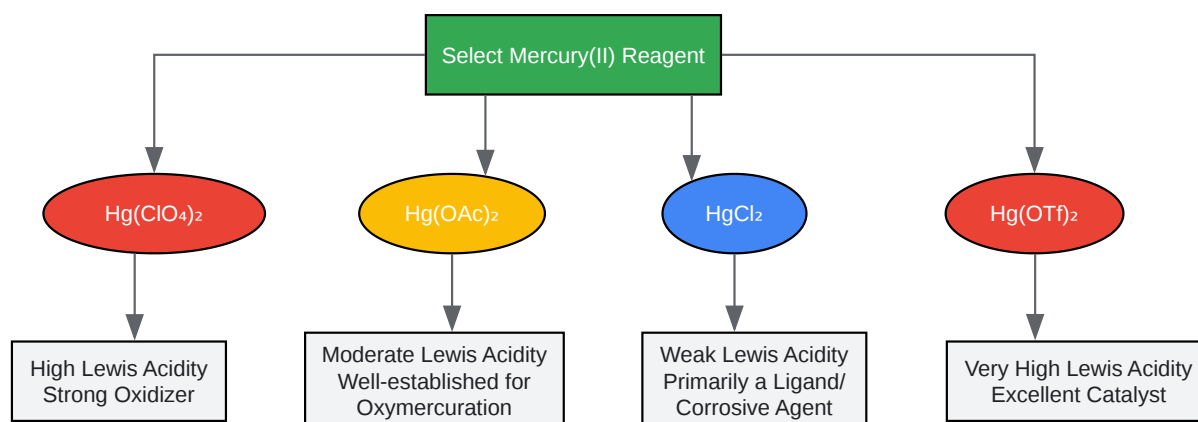 Select Mercury(II) Reagent
Hg(ClO₄)₂
Hg(OAc)₂
HgCl₂
Hg(OTf)₂
High Lewis Acidity
Strong Oxidizer
Moderate Lewis Acidity
Well-established for
Oxymercuration
Weak Lewis Acidity
Primarily a Ligand/
Corrosive Agent
Very High Lewis Acidity
Excellent Catalyst